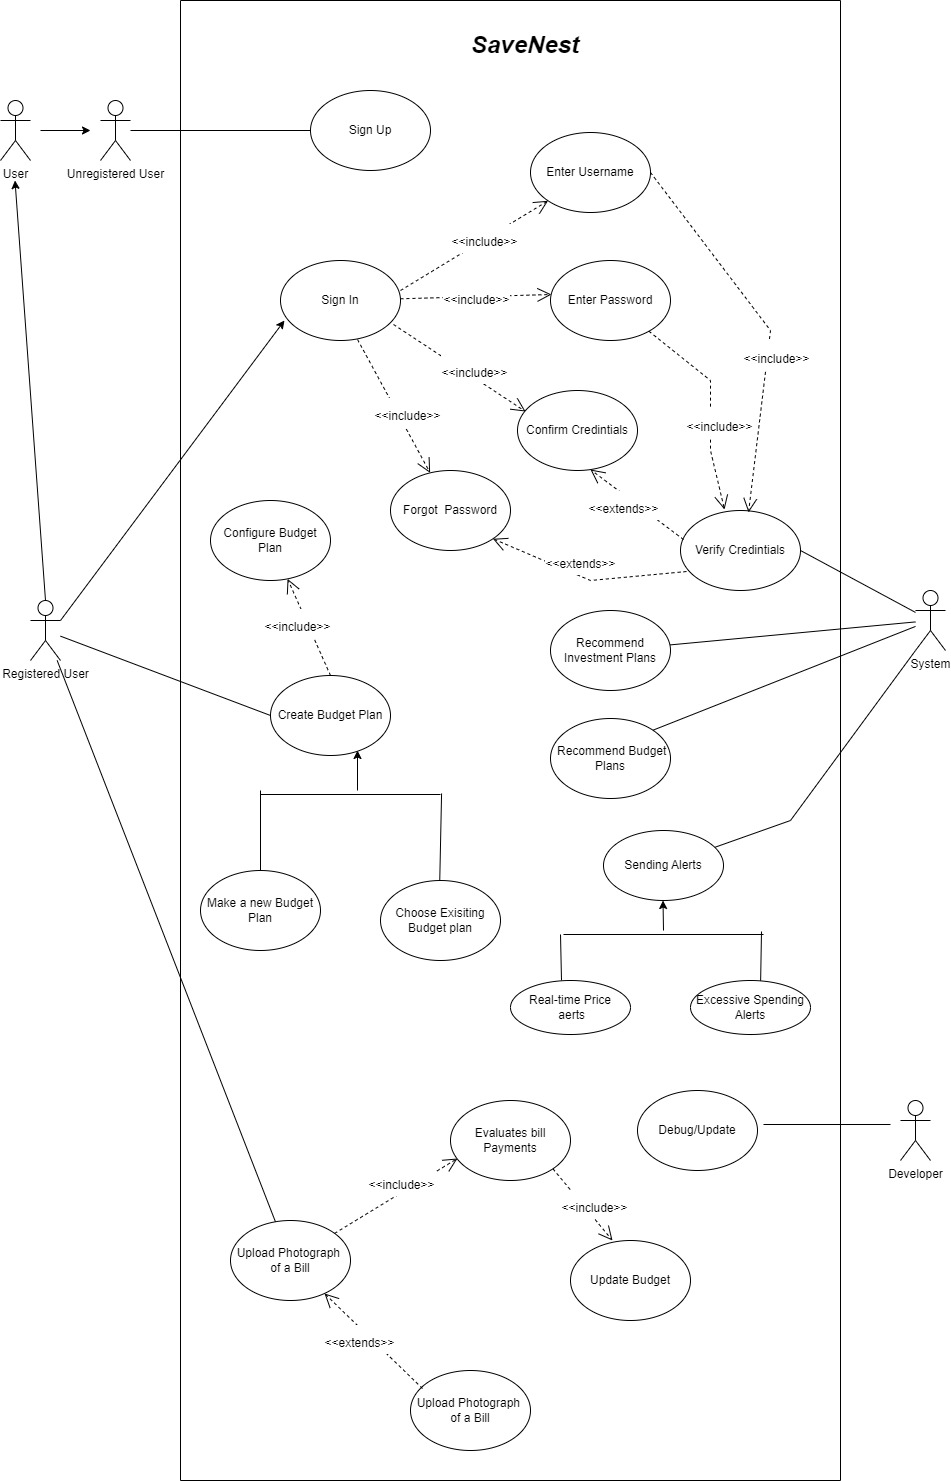 SaveNest
User
Unregistered User
Sign Up
Enter Username
<<include>>
Sign In
<<include>>
Enter Password
<<include>>
<<include>>
<<include>>
Confirm Credintials
<<include>>
Forgot  Password
<<extends>>
Configure Budget
Plan
Verify Credintials
<<extends>>
<<include>>
Registered User
Recommend
Investment Plans
System
Create Budget Plan
Recommend Budget
Plans
Sending Alerts
Make a new Budget
Plan
Choose Exisiting
Budget plan
Real-time Price
aerts
Excessive Spending
Alerts
Evaluates bill
Payments
Debug/Update
Developer
<<include>>
<<include>>
Upload Photograph
of a Bill
Update Budget
<<extends>>
Upload Photograph
of a Bill